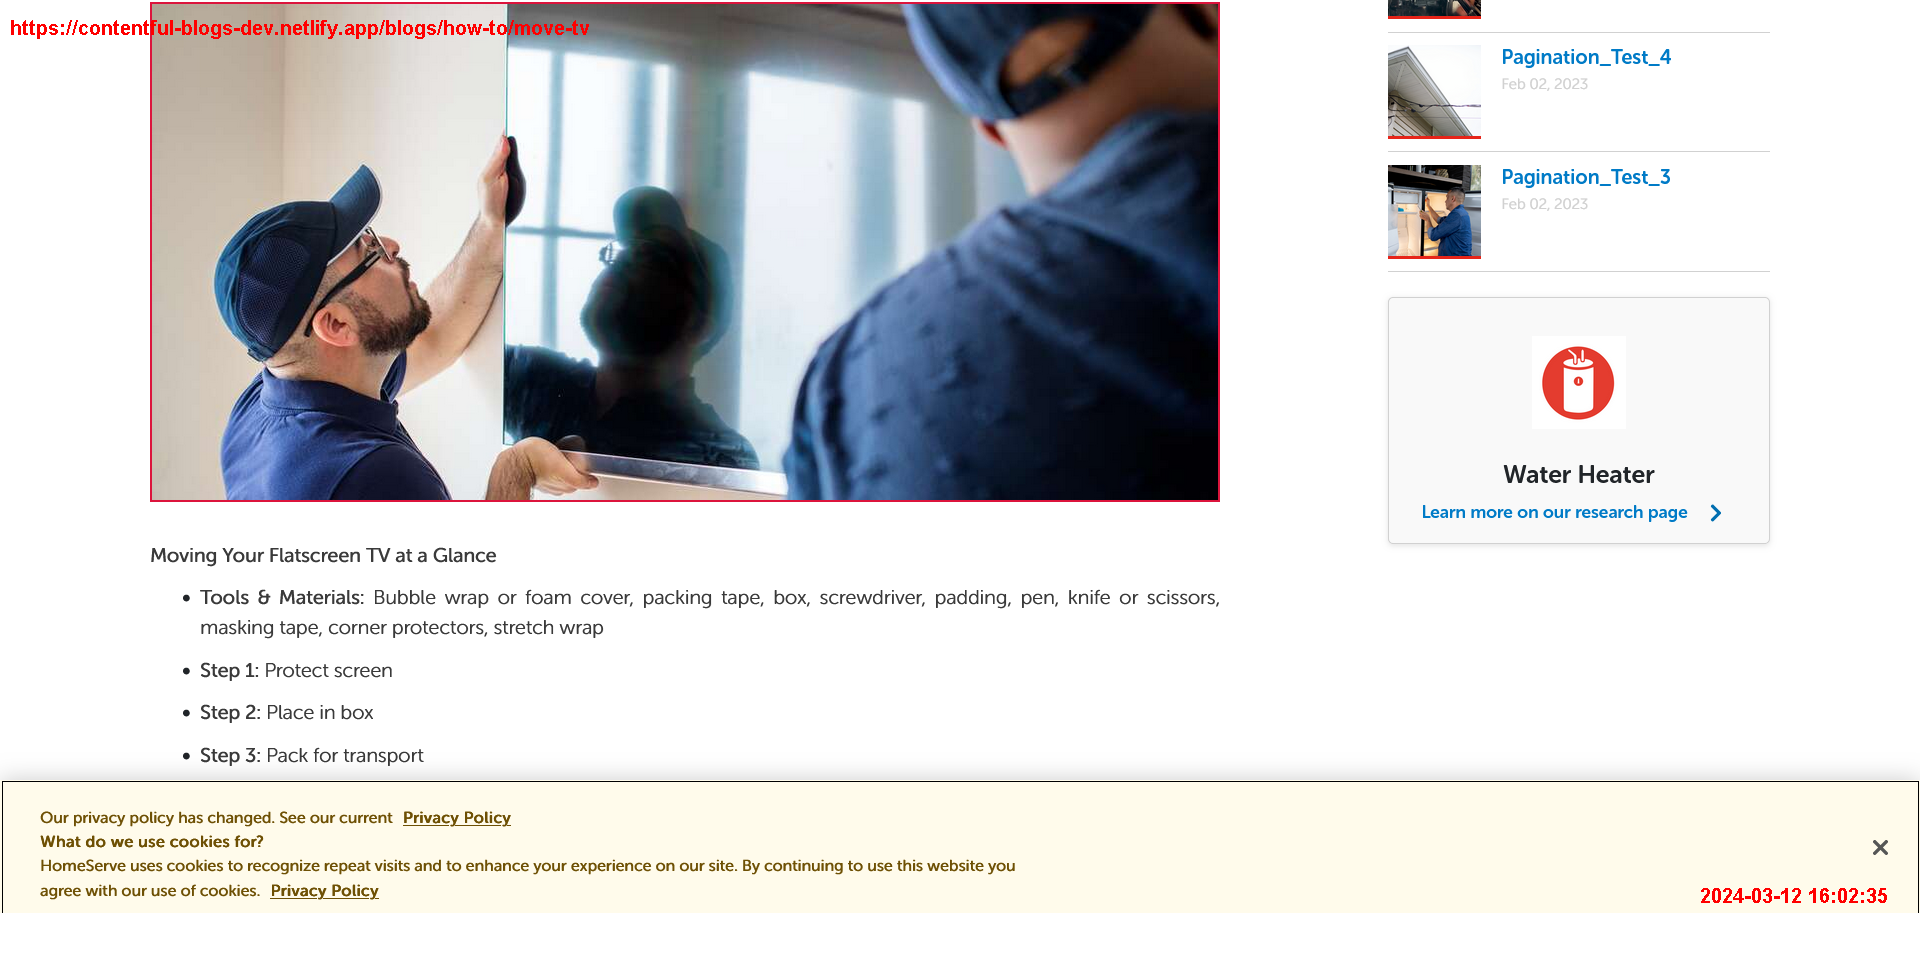 https://contentful-blogs-dev.netlify.app/blogs/how-to/move-tv
Pagination_Test_4
Feb 02, 2023
Pagination_Test_3
Feb 02, 2023
Water Heater
Learn more on our research page
Moving Your Flatscreen TV at a Glance
• Tools & Materials: Bubble wrap or foam cover, packing tape, box, screwdriver, padding, pen, knife or scissors,
masking tape, corner protectors, stretch wrap
• Step 1: Protect screen
• Step 2: Place in box
• Step 3: Pack for transport
Our privacy policy has changed. See our current Privacy Policy
What do we use cookies for?
HomeServe uses cookies to recognize repeat visits and to enhance your experience on our site. By continuing to use this website you
agree with our use of cookies. Privacy Policy
2024-03-12 16:02:35